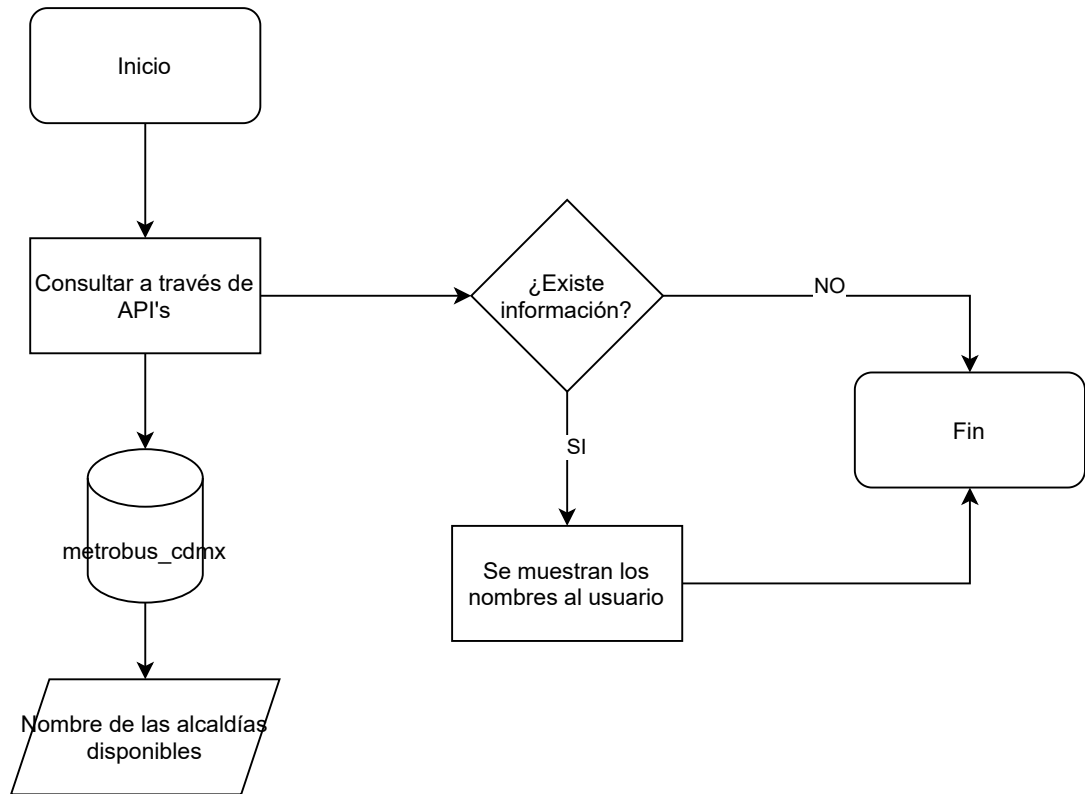 Inicio
Consultar a través de
API's
¿Existe
información?
NO
Fin
SI
metrobus_cdmx
Se muestran los
nombres al usuario
Nombre de las alcaldías
disponibles